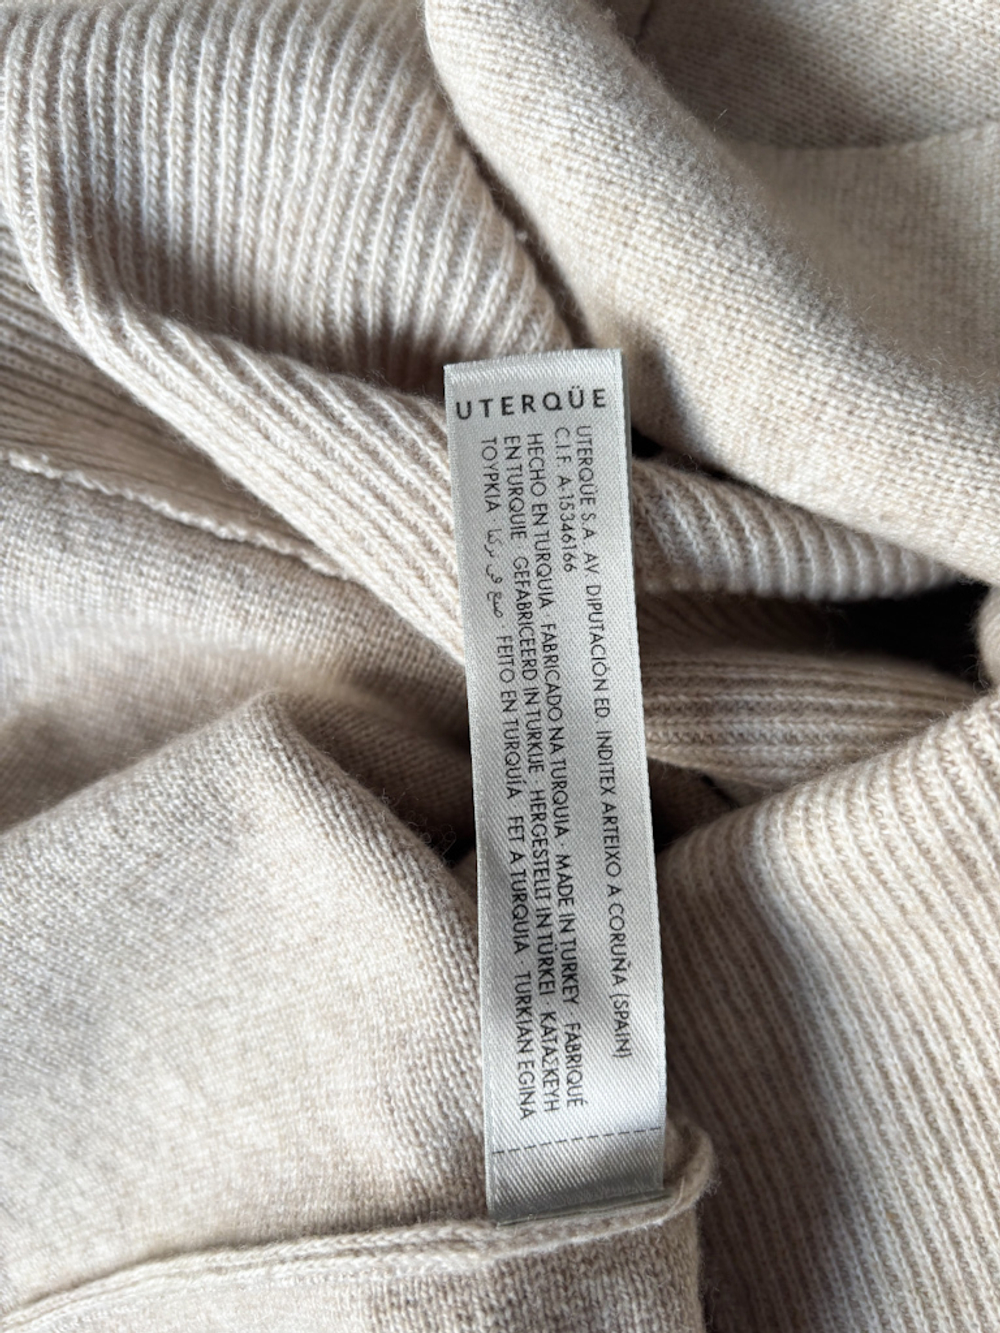 UTERQÜE
UTERQÜE S.A. AV. DIPUTACIÓN ED. INDITEX ARTEIXO A CORUÑA (SPAIN)
C.I.F. A-15346166
HECHO EN TURQUIA · FABRICADO NA TURQUIA · MADE IN TURKEY · FABRIQUÉ
EN TURQUIE · GEFABRICEERD IN TURKIJE · HERGESTELLT IN TÜRKEI · ΚΑΤΑΣΚΕΥΗ
ΤΟΥΡΚΙΑ · صنع في تركيا · FEITO EN TURQUÍA · FET A TURQUIA · TURKIAN EGINA